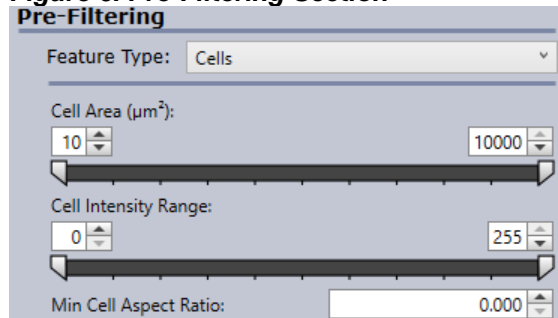 Pre-Filtering
Feature Type: Cells
Cell Area (µm²):
10 10000
Cell Intensity Range:
0 255
Min Cell Aspect Ratio: 0.000